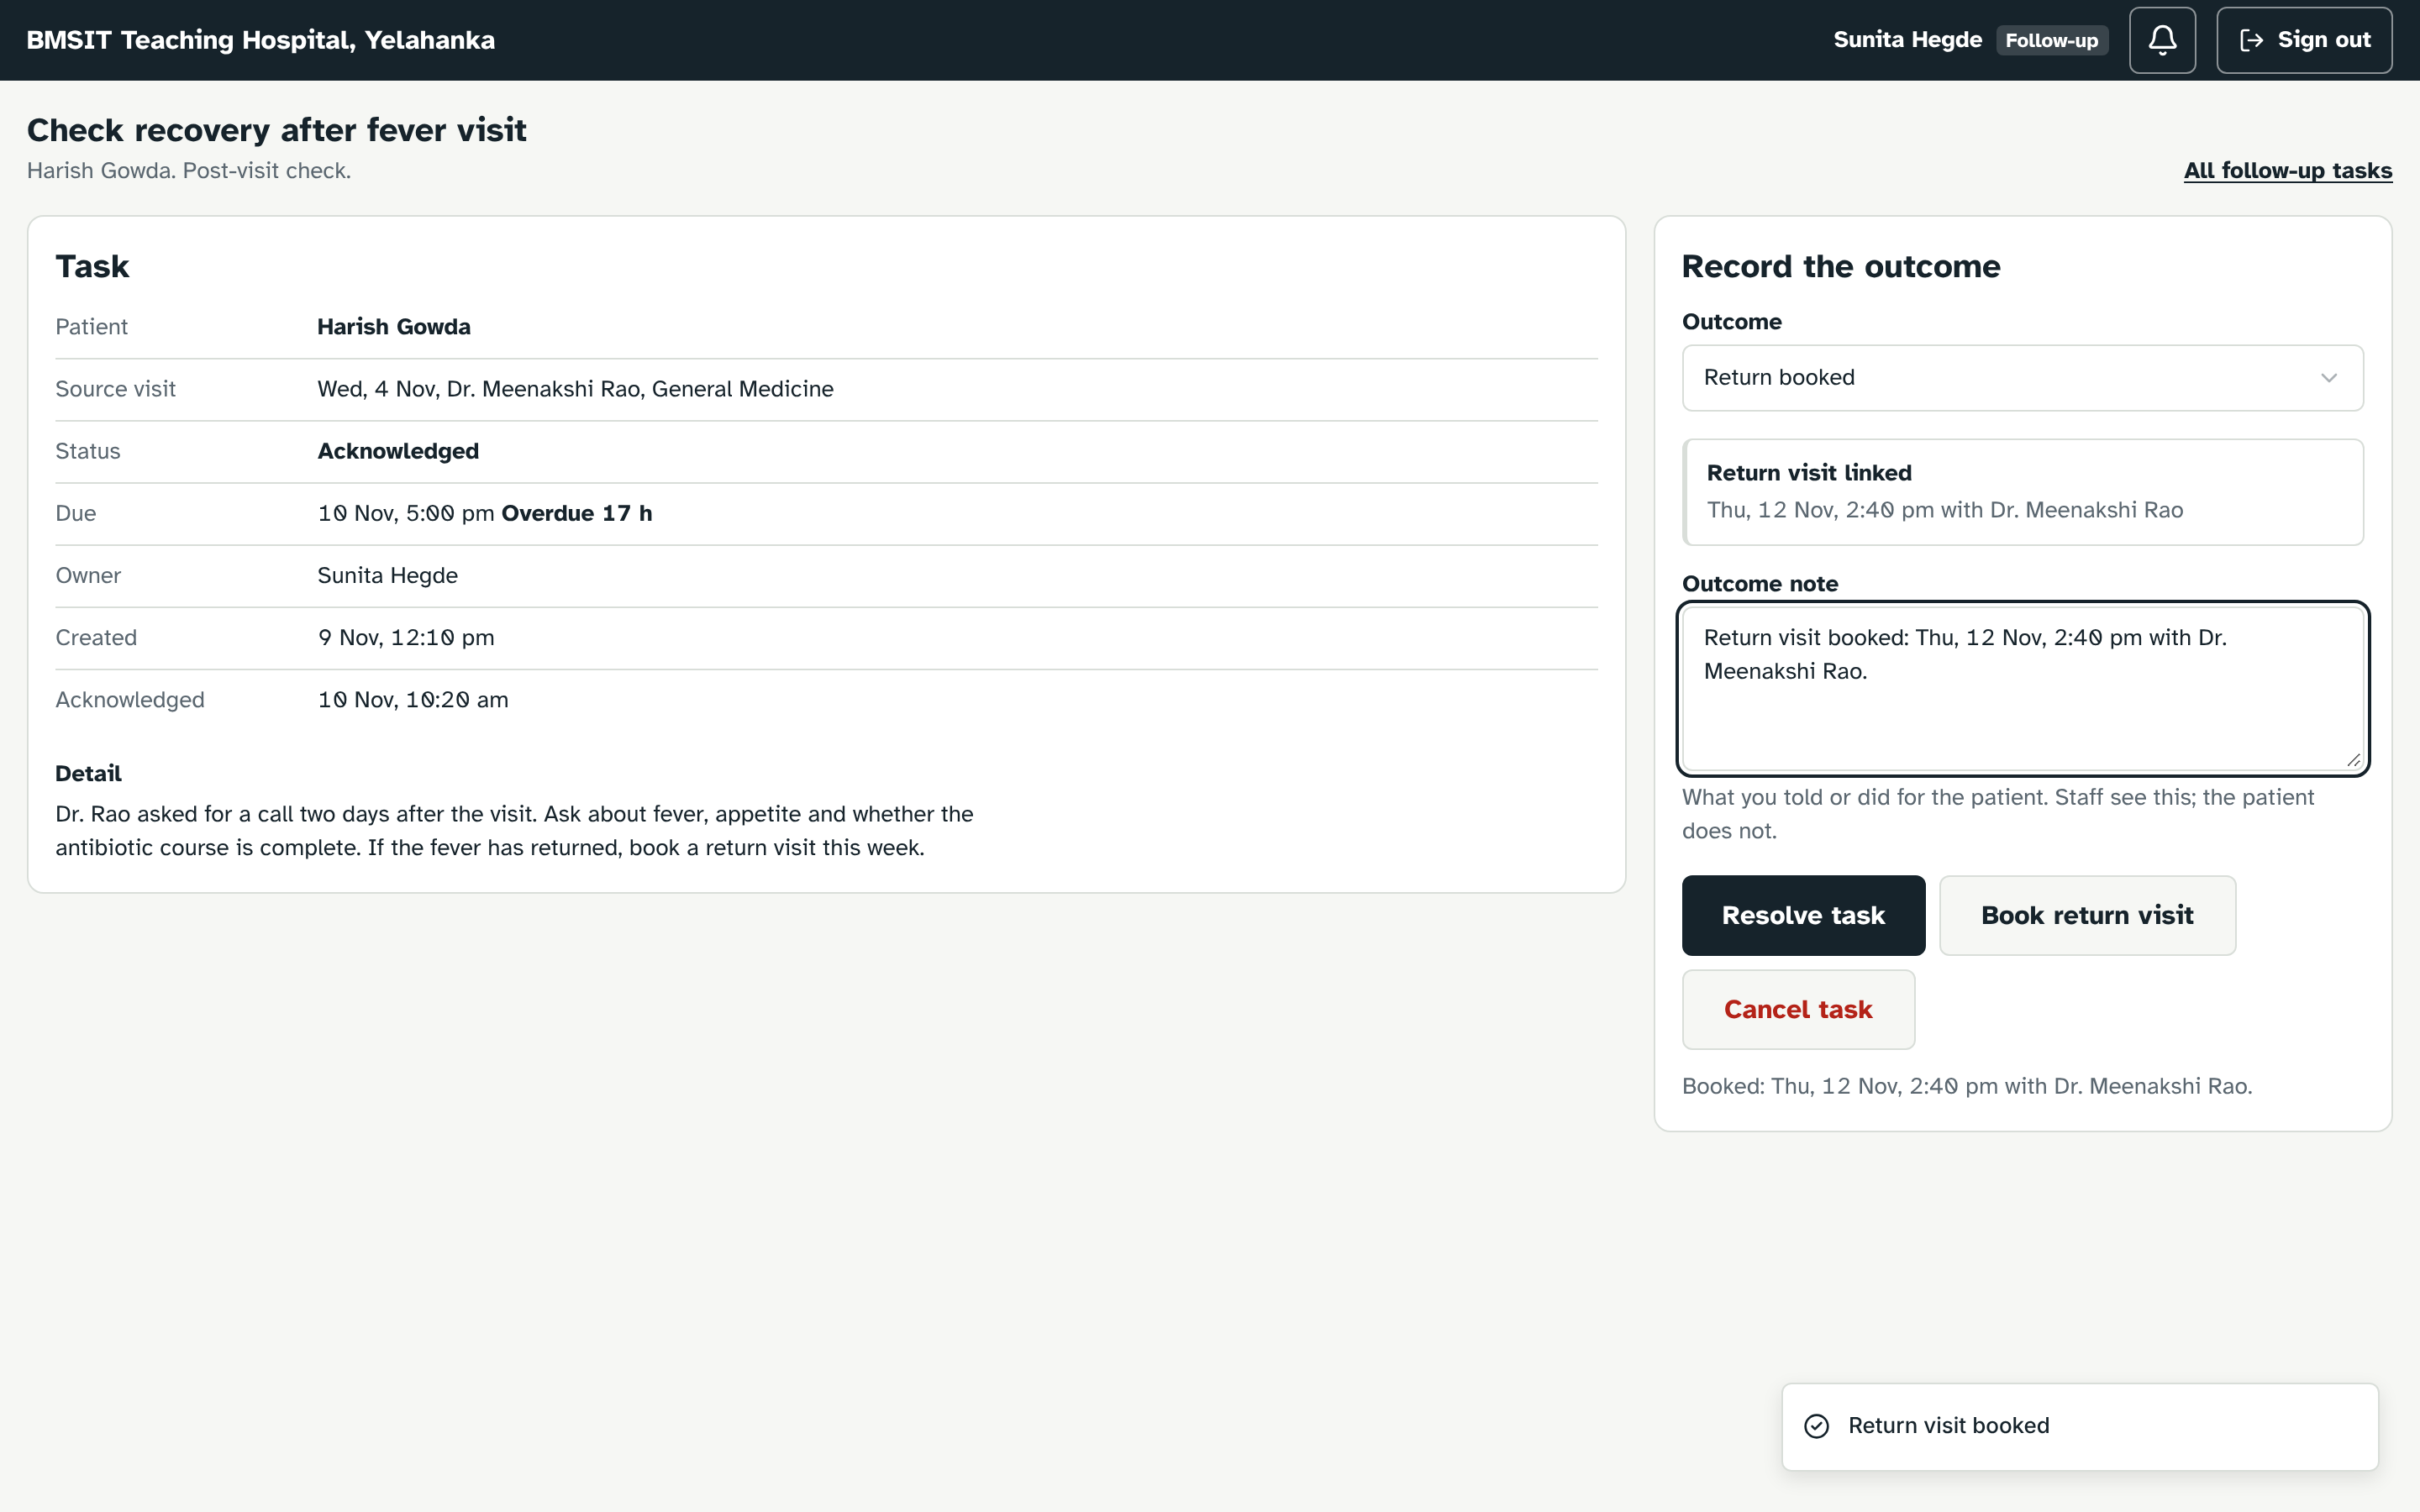 BMSIT Teaching Hospital, Yelahanka
Sunita Hegde Follow-up Sign out
Check recovery after fever visit
Harish Gowda. Post-visit check.
All follow-up tasks
Task
Patient Harish Gowda
Source visit Wed, 4 Nov, Dr. Meenakshi Rao, General Medicine
Status Acknowledged
Due 10 Nov, 5:00 pm Overdue 17 h
Owner Sunita Hegde
Created 9 Nov, 12:10 pm
Acknowledged 10 Nov, 10:20 am
Detail
Dr. Rao asked for a call two days after the visit. Ask about fever, appetite and whether the
antibiotic course is complete. If the fever has returned, book a return visit this week.
Record the outcome
Outcome
Return booked
Return visit linked
Thu, 12 Nov, 2:40 pm with Dr. Meenakshi Rao
Outcome note
Return visit booked: Thu, 12 Nov, 2:40 pm with Dr.
Meenakshi Rao.
What you told or did for the patient. Staff see this; the patient
does not.
Resolve task Book return visit
Cancel task
Booked: Thu, 12 Nov, 2:40 pm with Dr. Meenakshi Rao.
Return visit booked